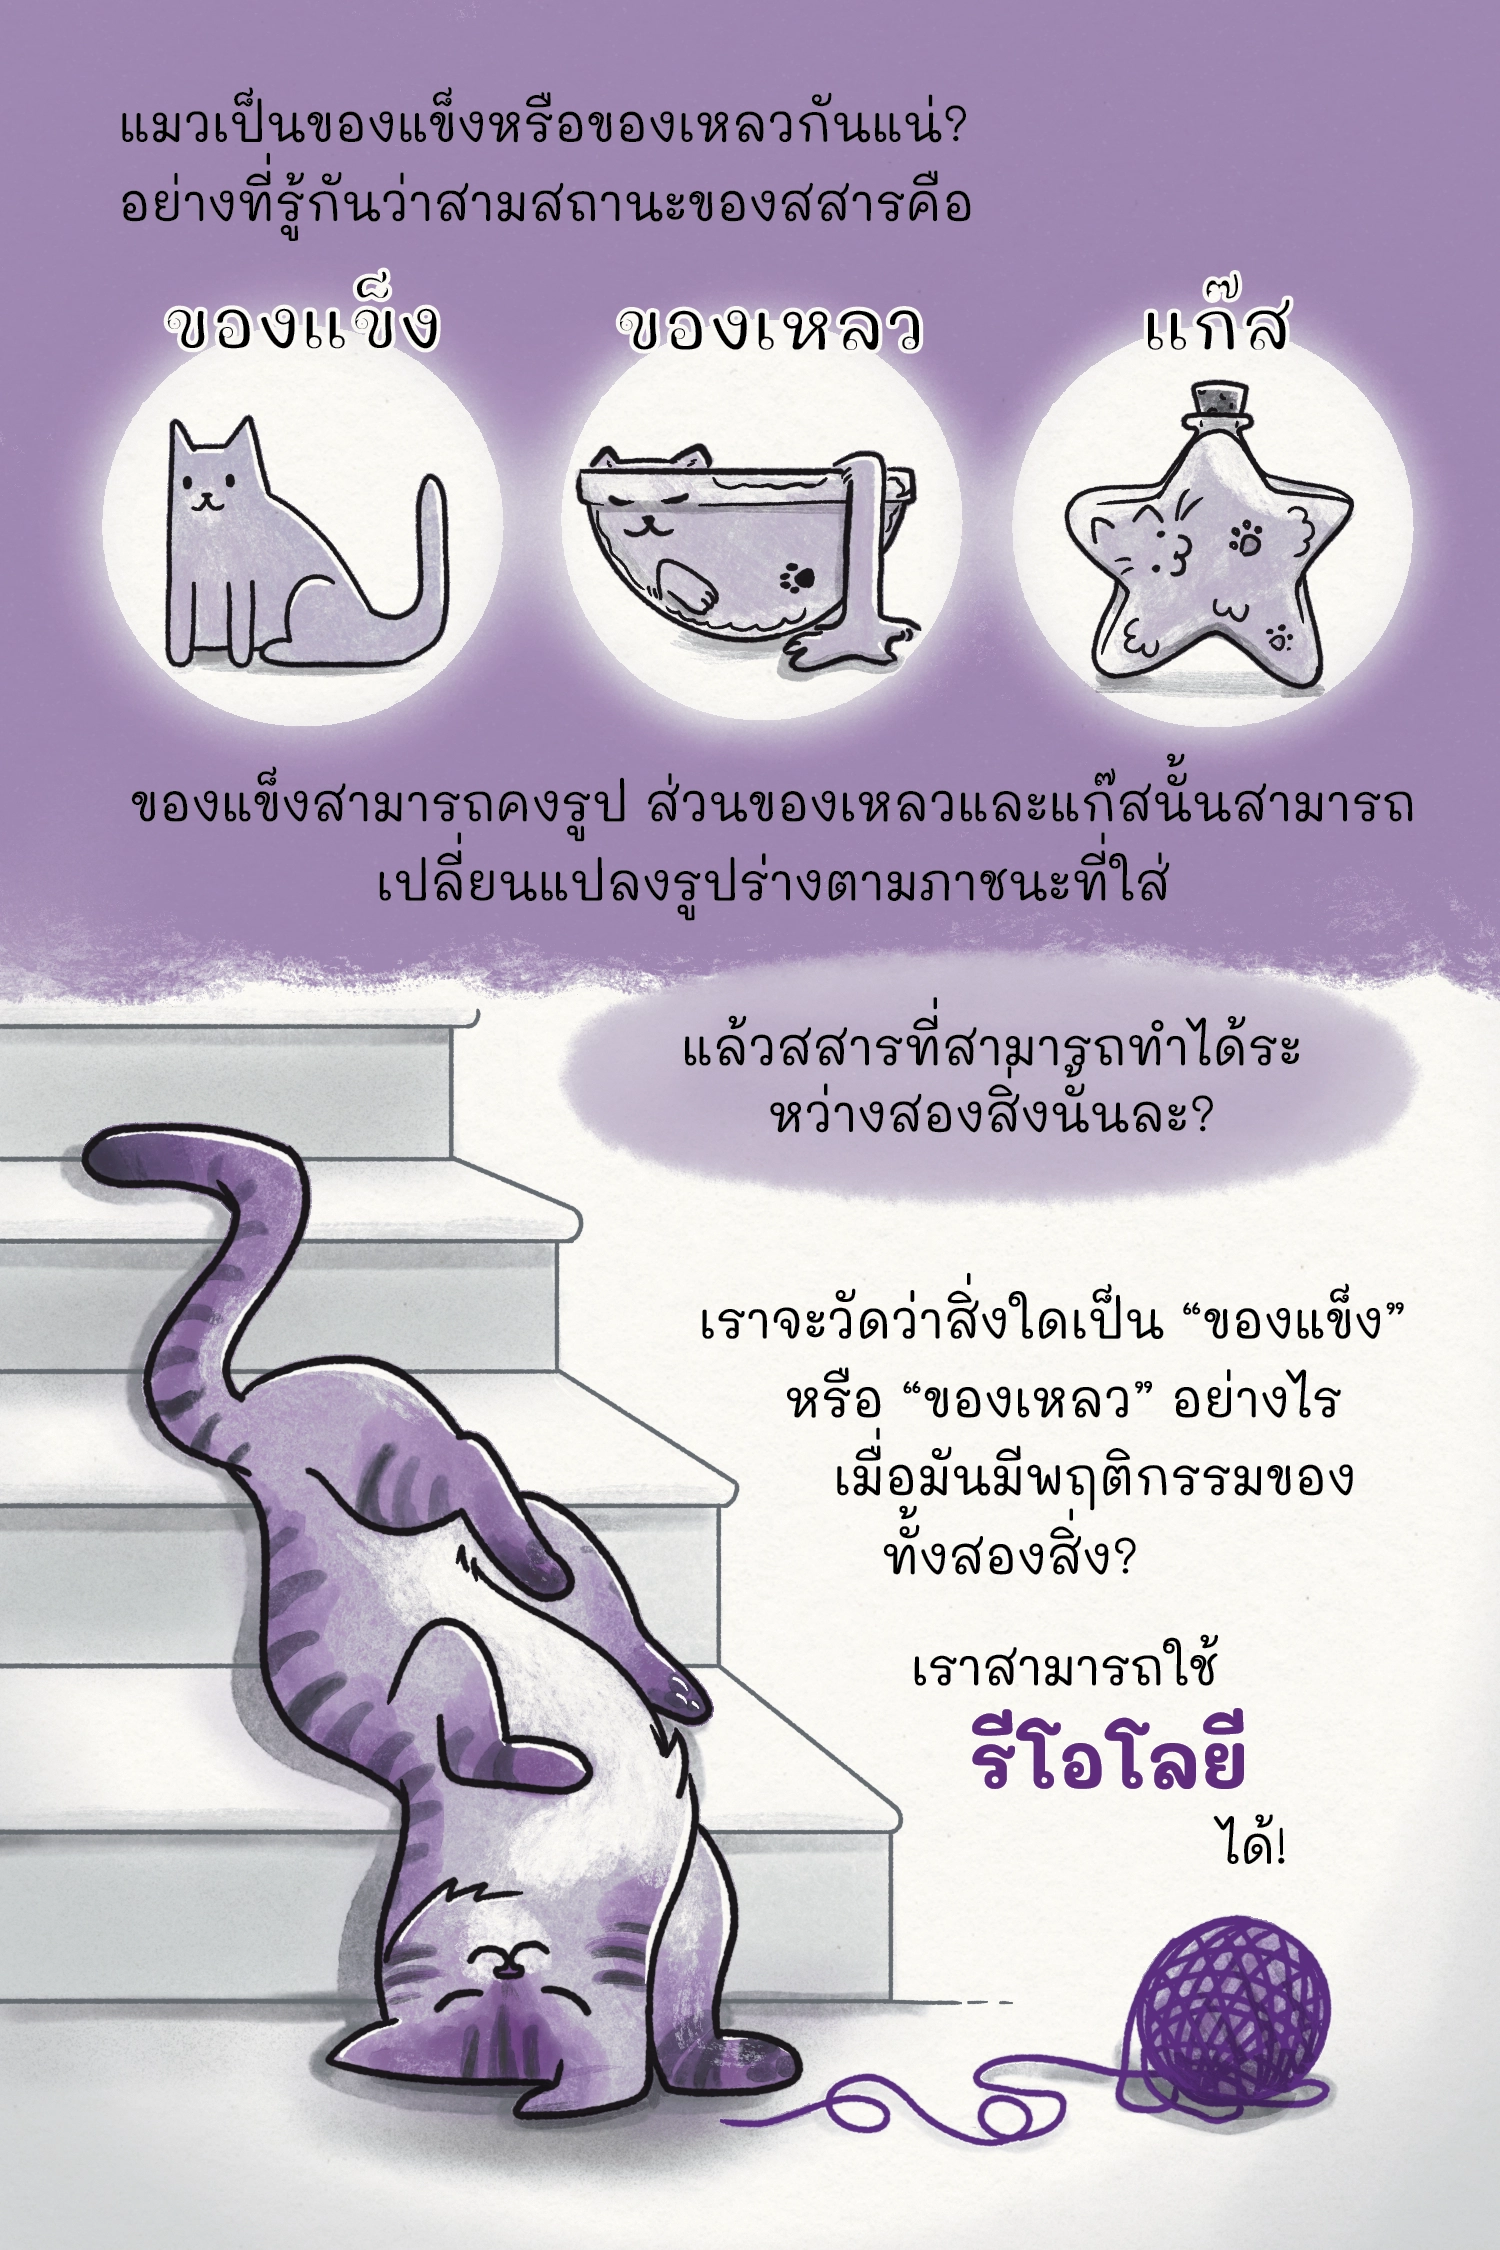 แมวเป็นของแข็งหรือของเหลวกันแน่?
อย่างที่รู้กันว่าสามสถานะของสสารคือ
ของแข็ง
ของเหลว
แก๊ส
ของแข็งสามารถคงรูป ส่วนของเหลวและแก๊สนั้นสามารถ
เปลี่ยนแปลงรูปร่างตามภาชนะที่ใส่
แล้วสสารที่สามารถทำได้ระ
หว่างสองสิ่งนั้นละ?
เราจะวัดว่าสิ่งใดเป็น “ของแข็ง”
หรือ “ของเหลว” อย่างไร
เมื่อมันมีพฤติกรรมของ
ทั้งสองสิ่ง?
เราสามารถใช้
รีโอโลยี
ได้!